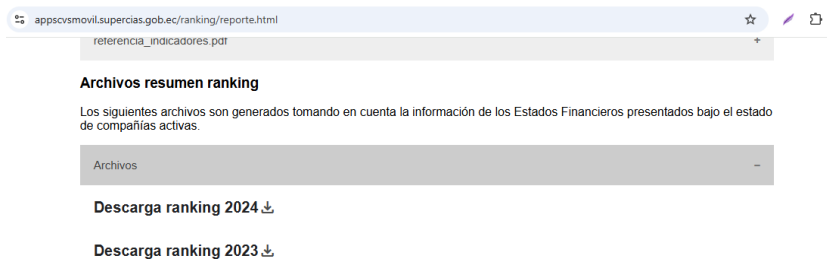 appscvsmovil.supercias.gob.ec/ranking/reporte.html
referencia_indicadores.pdf +
Archivos resumen ranking
Los siguientes archivos son generados tomando en cuenta la información de los Estados Financieros presentados bajo el estado
de compañías activas.
Archivos −
Descarga ranking 2024
Descarga ranking 2023